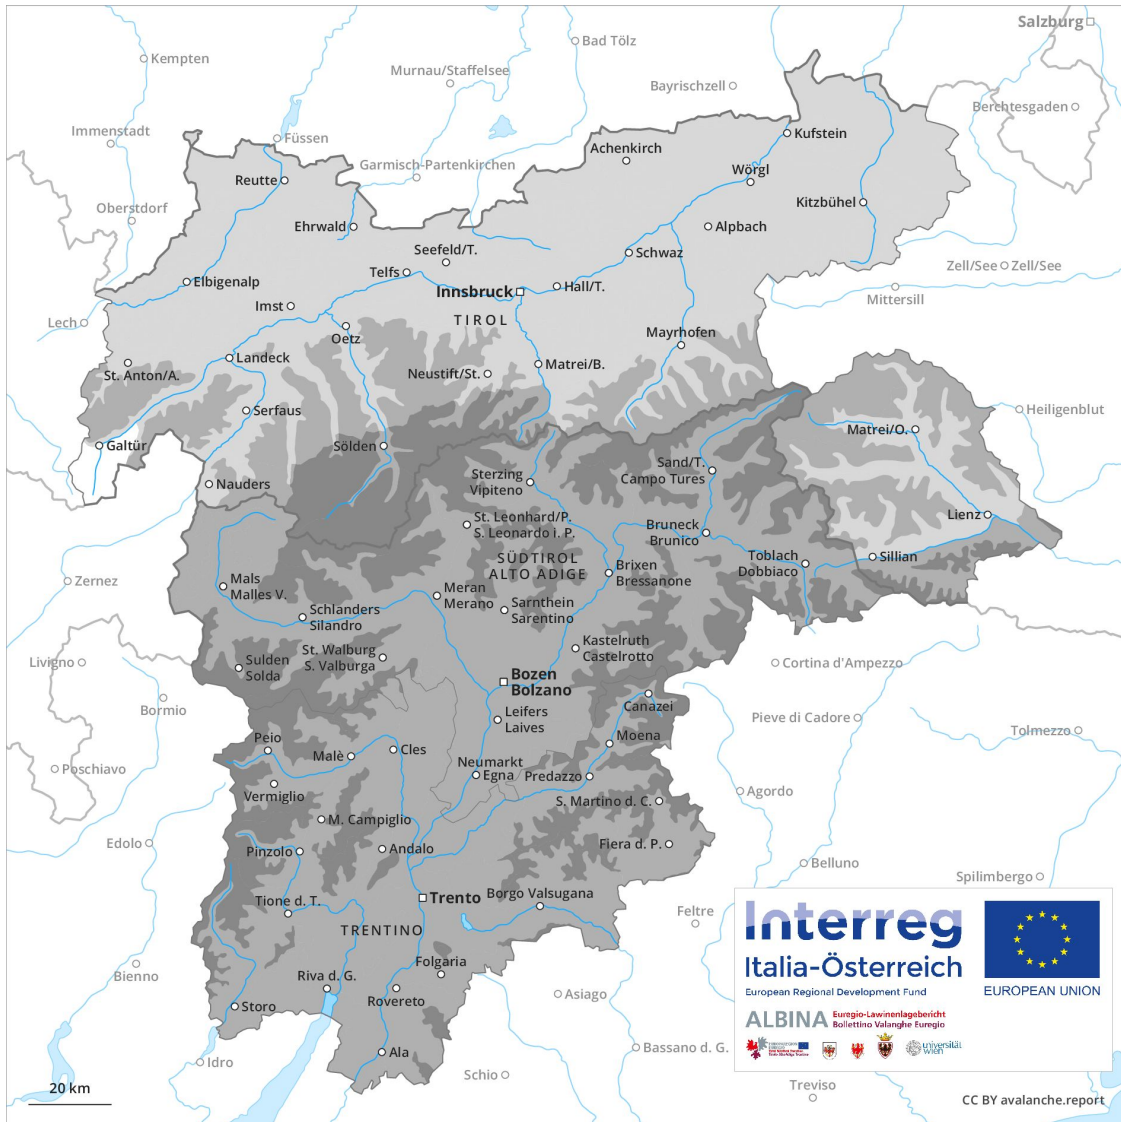 Salzburg
Bad Tölz
Kempten
Murnau/Staffelsee
Bayrischzell
Berchtesgaden
Immenstadt
Füssen
Kufstein
Achenkirch
Garmisch-Partenkirchen
Wörgl
Reutte
Kitzbühel
Oberstdorf
Ehrwald
Alpbach
Seefeld/T.
Schwaz
Zell/See
Zell/See
Telfs
Elbigenalp
Hall/T.
Innsbruck
Mittersill
Imst
TIROL
Lech
Oetz
Mayrhofen
Landeck
Matrei/B.
St. Anton/A.
Neustift/St.
Serfaus
Heiligenblut
Matrei/O.
Galtür
Sölden
Sand/T.
Campo Tures
Sterzing
Vipiteno
Nauders
Lienz
St. Leonhard/P.
S. Leonardo i. P.
Bruneck
Brunico
SÜDTIROL
ALTO ADIGE
Toblach
Dobbiaco
Sillian
Brixen
Bressanone
Zernez
Mals
Malles V.
Meran
Merano
Sarnthein
Sarentino
Schlanders
Silandro
Kastelruth
Castelrotto
St. Walburg
S. Valburga
Livigno
Sulden
Solda
Cortina d'Ampezzo
Bozen
Bolzano
Bormio
Canazei
Leifers
Laives
Pieve di Cadore
Tolmezzo
Peio
Moena
Malè
Cles
Neumarkt
Egna
Predazzo
Poschiavo
Vermiglio
Agordo
S. Martino d. C.
M. Campiglio
Edolo
Pinzolo
Andalo
Fiera d. P.
Belluno
Spilimbergo
Tione d. T.
Trento
Borgo Valsugana
Feltre
TRENTINO
Interreg
Italia-Österreich
European Regional Development Fund
EUROPEAN UNION
Folgaria
Bienno
Riva d. G.
Rovereto
Asiago
Storo
ALBINA
Euregio-Lawinenlagebericht
Bollettino Valanghe Euregio
universität
wien
Ala
Bassano d. G.
Idro
Schio
20 km
Treviso
CC BY avalanche.report